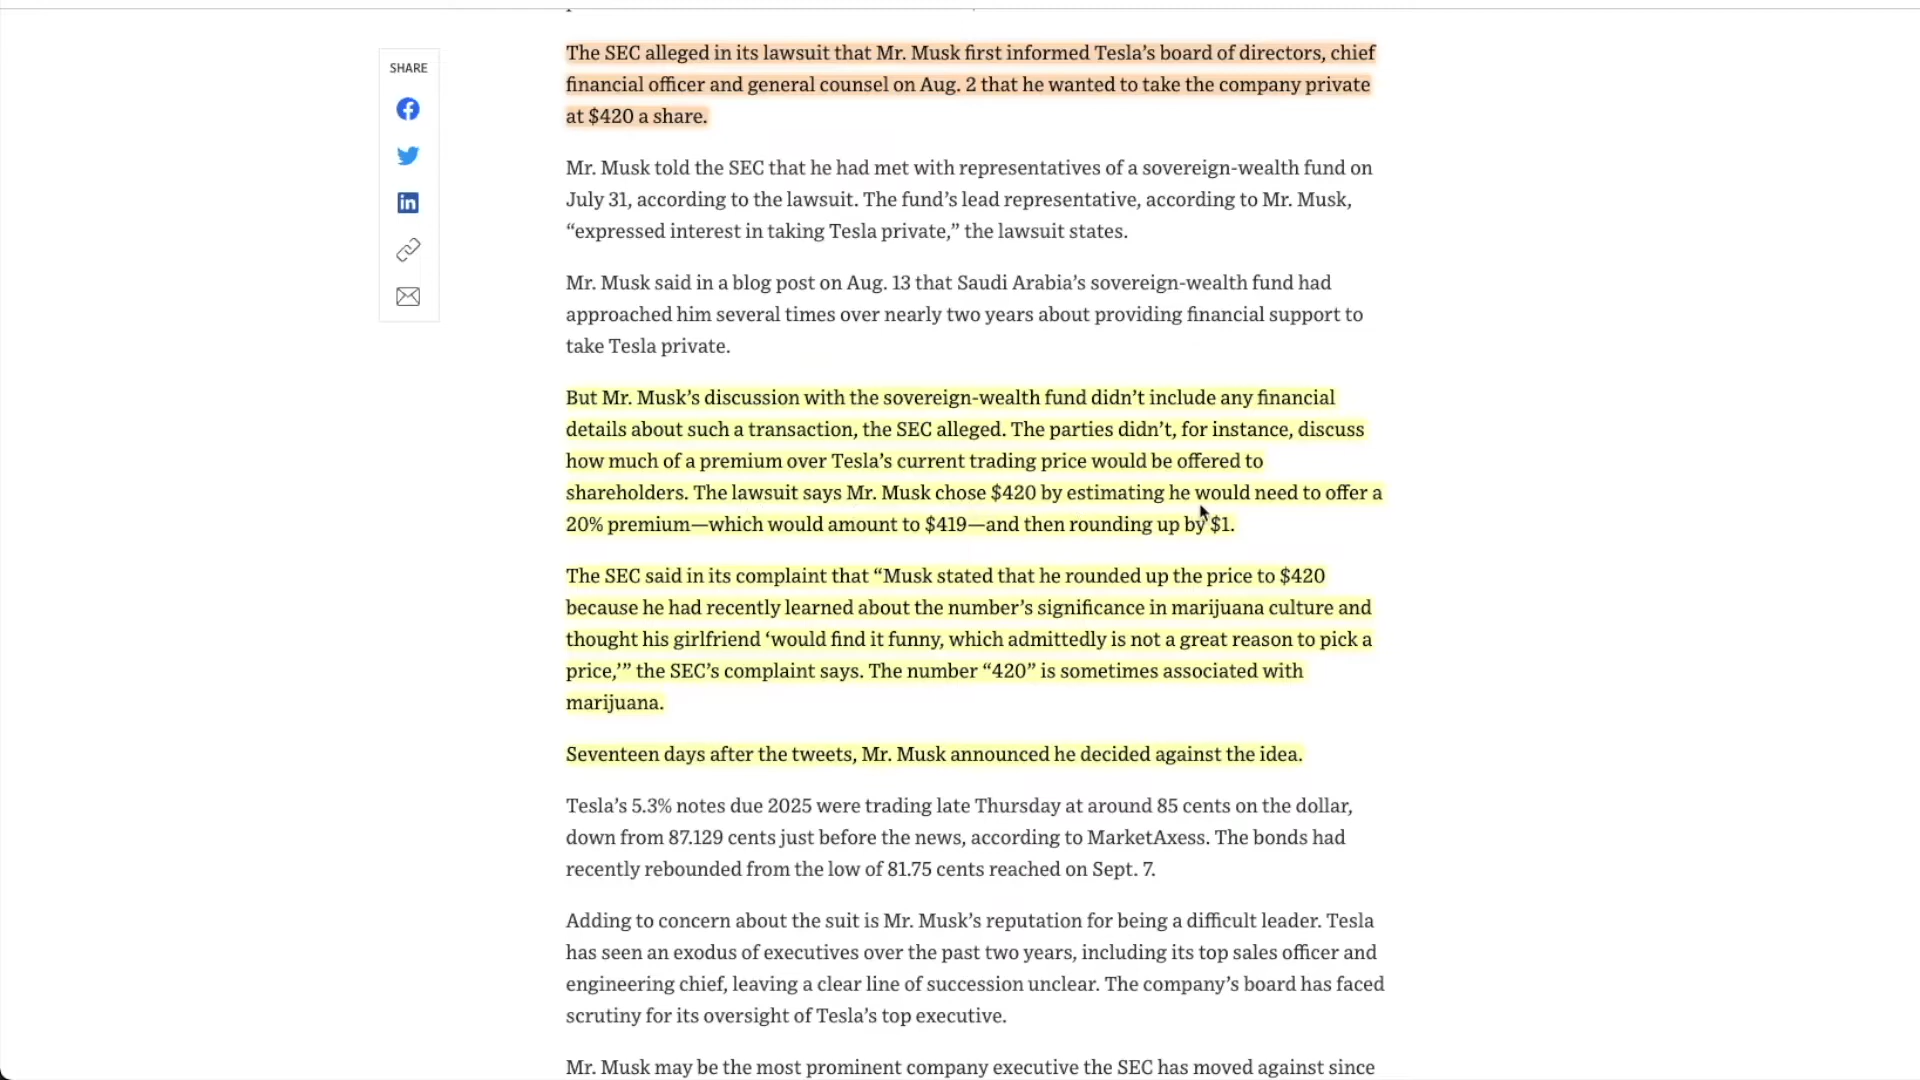 SHARE
The SEC alleged in its lawsuit that Mr. Musk first informed Tesla’s board of directors, chief
financial officer and general counsel on Aug. 2 that he wanted to take the company private
at $420 a share.
Mr. Musk told the SEC that he had met with representatives of a sovereign-wealth fund on
July 31, according to the lawsuit. The fund’s lead representative, according to Mr. Musk,
“expressed interest in taking Tesla private,” the lawsuit states.
Mr. Musk said in a blog post on Aug. 13 that Saudi Arabia’s sovereign-wealth fund had
approached him several times over nearly two years about providing financial support to
take Tesla private.
But Mr. Musk’s discussion with the sovereign-wealth fund didn’t include any financial
details about such a transaction, the SEC alleged. The parties didn’t, for instance, discuss
how much of a premium over Tesla’s current trading price would be offered to
shareholders. The lawsuit says Mr. Musk chose $420 by estimating he would need to offer a
20% premium—which would amount to $419—and then rounding up by $1.
The SEC said in its complaint that “Musk stated that he rounded up the price to $420
because he had recently learned about the number’s significance in marijuana culture and
thought his girlfriend ‘would find it funny, which admittedly is not a great reason to pick a
price,’” the SEC’s complaint says. The number “420” is sometimes associated with
marijuana.
Seventeen days after the tweets, Mr. Musk announced he decided against the idea.
Tesla’s 5.3% notes due 2025 were trading late Thursday at around 85 cents on the dollar,
down from 87.129 cents just before the news, according to MarketAxess. The bonds had
recently rebounded from the low of 81.75 cents reached on Sept. 7.
Adding to concern about the suit is Mr. Musk’s reputation for being a difficult leader. Tesla
has seen an exodus of executives over the past two years, including its top sales officer and
engineering chief, leaving a clear line of succession unclear. The company’s board has faced
scrutiny for its oversight of Tesla’s top executive.
Mr. Musk may be the most prominent company executive the SEC has moved against since